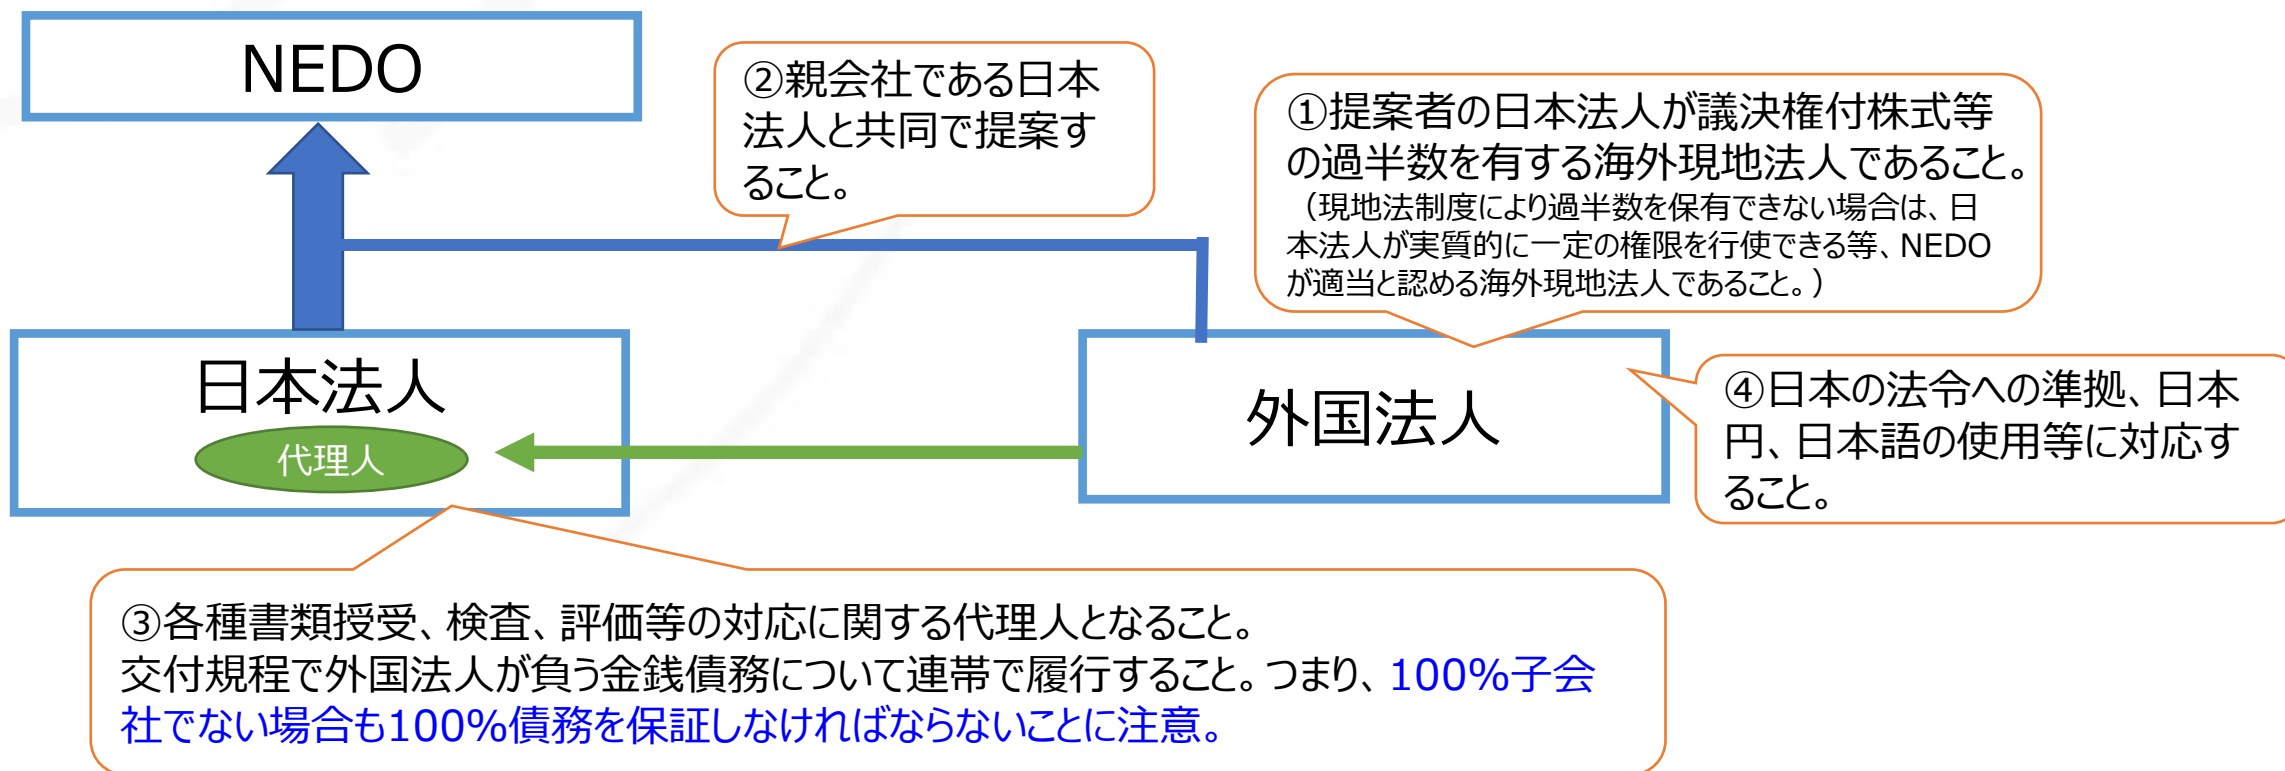 NEDO
②親会社である日本
法人と共同で提案す
ること。
①提案者の日本法人が議決権付株式等
の過半数を有する海外現地法人であること。
（現地法制度により過半数を保有できない場合は、日
本法人が実質的に一定の権限を行使できる等、NEDO
が適当と認める海外現地法人であること。）
日本法人
代理人
外国法人
④日本の法令への準拠、日本
円、日本語の使用等に対応す
ること。
③各種書類授受、検査、評価等の対応に関する代理人となること。
交付規程で外国法人が負う金銭債務について連帯で履行すること。つまり、100%子会
社でない場合も100%債務を保証しなければならないことに注意。